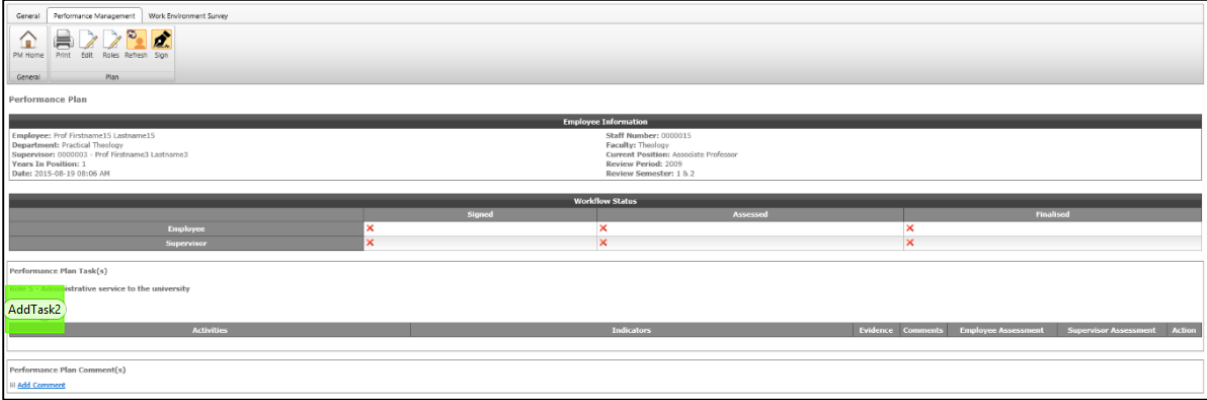 General Performance Management Work Environment Survey
PM Home Print Edit Roles Refresh Sign
General Plan
Performance Plan
Employee Information
Employee: Prof Firstname15 Lastname15 Staff Number: 0000015
Department: Practical Theology Faculty: Theology
Supervisor: 0000003 - Prof Firstname3 Lastname3 Current Position: Associate Professor
Years In Position: 1 Review Period: 2009
Date: 2015-08-19 08:06 AM Review Semester: 1 & 2
Workflow Status
Signed Assessed Finalised
Employee
Supervisor
Performance Plan Task(s)
5 - Administrative service to the university
AddTask2
Activities Indicators Evidence Comments Employee Assessment Supervisor Assessment Action
Performance Plan Comment(s)
Add Comment